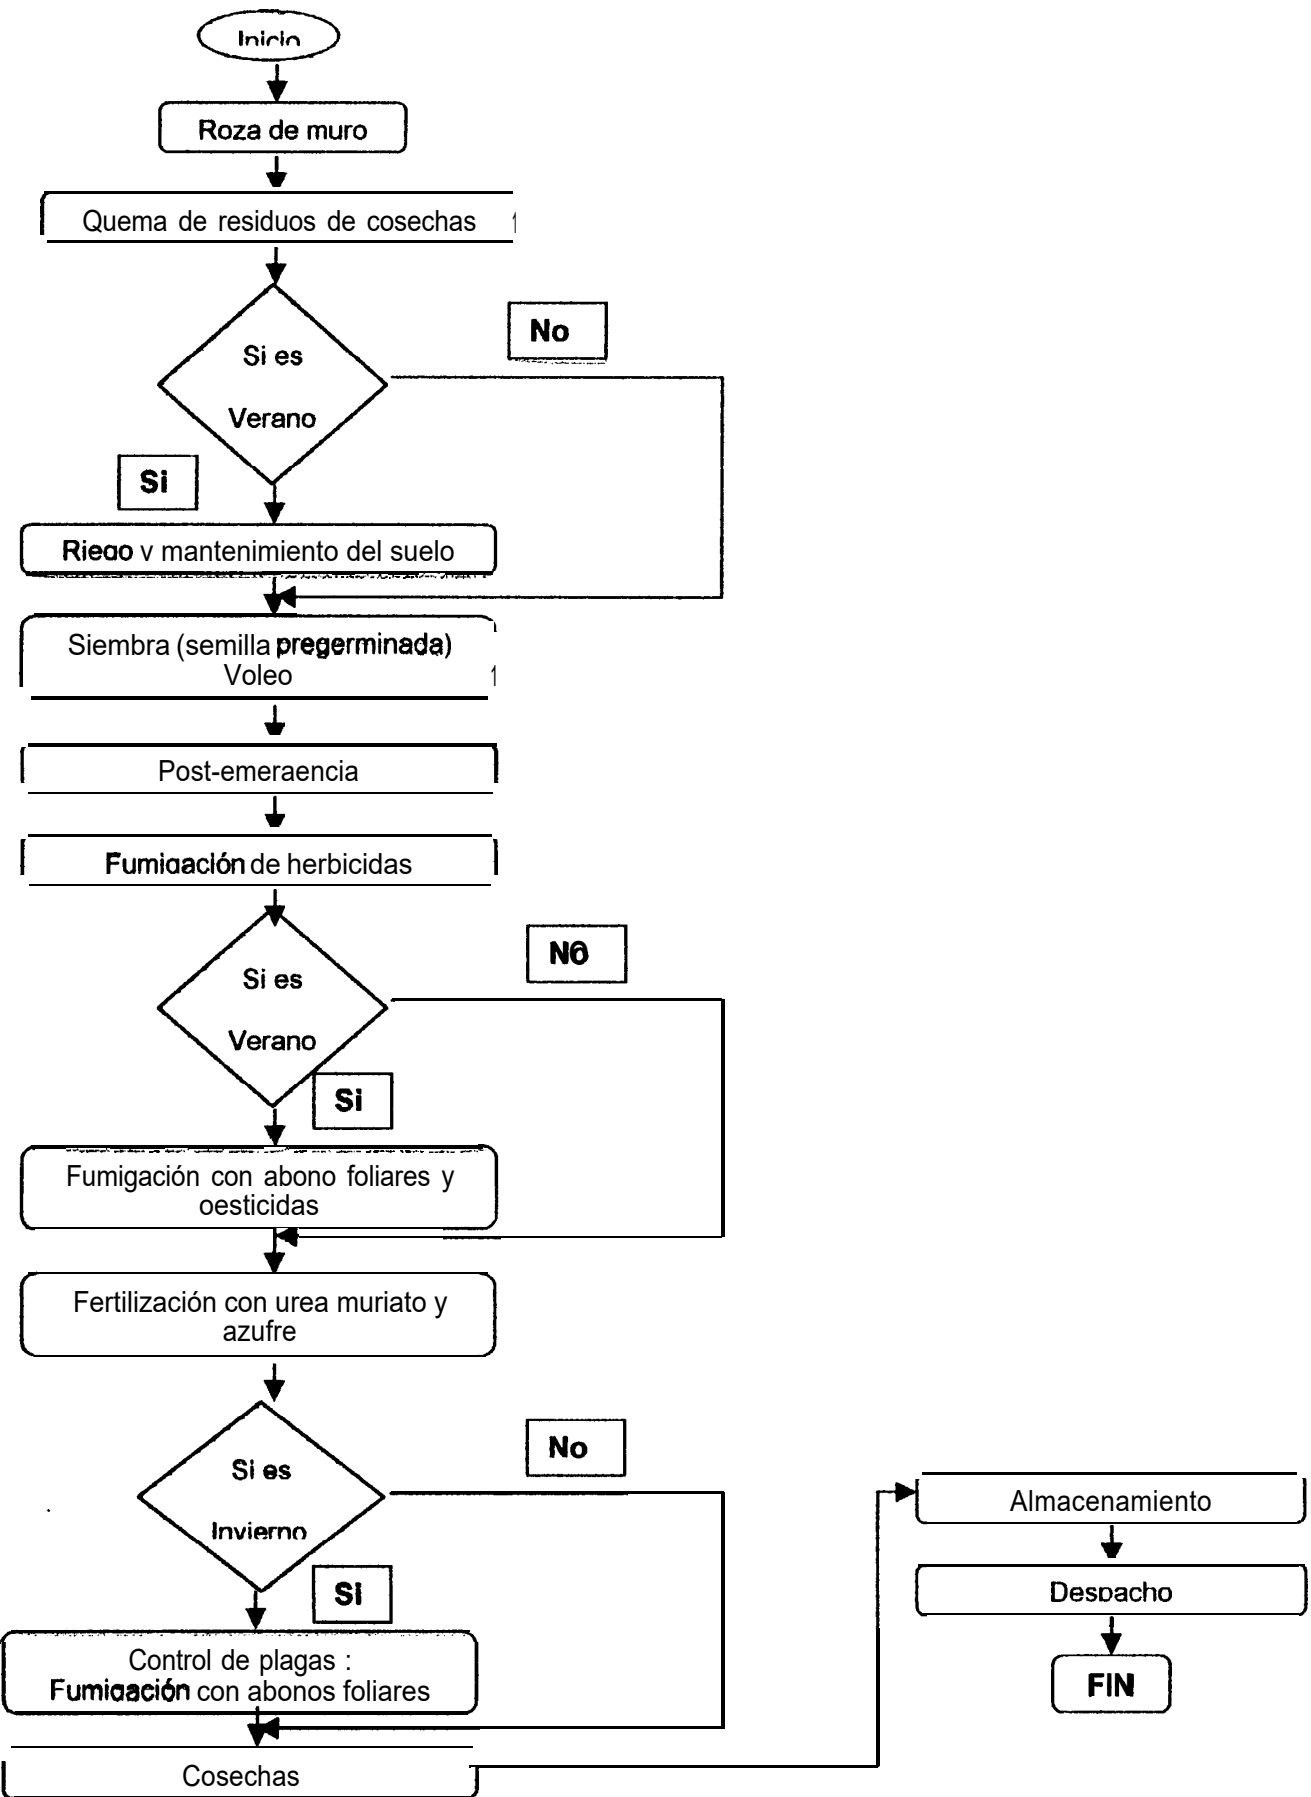 Inicio
Roza de muro
Quema de residuos de cosechas
Si es
Verano
No
Si
Riego y mantenimiento del suelo
Siembra (semilla pregerminada)
Voleo
Post-emeraencia
Fumigación de herbicidas
Si es
Verano
NO
Si
Fumigación con abono foliares y
oesticidas
Fertilización con urea muriato y
azufre
Si es
Invierno
No
Si
Control de plagas :
Fumigación con abonos foliares
Cosechas
Almacenamiento
Despacho
FIN